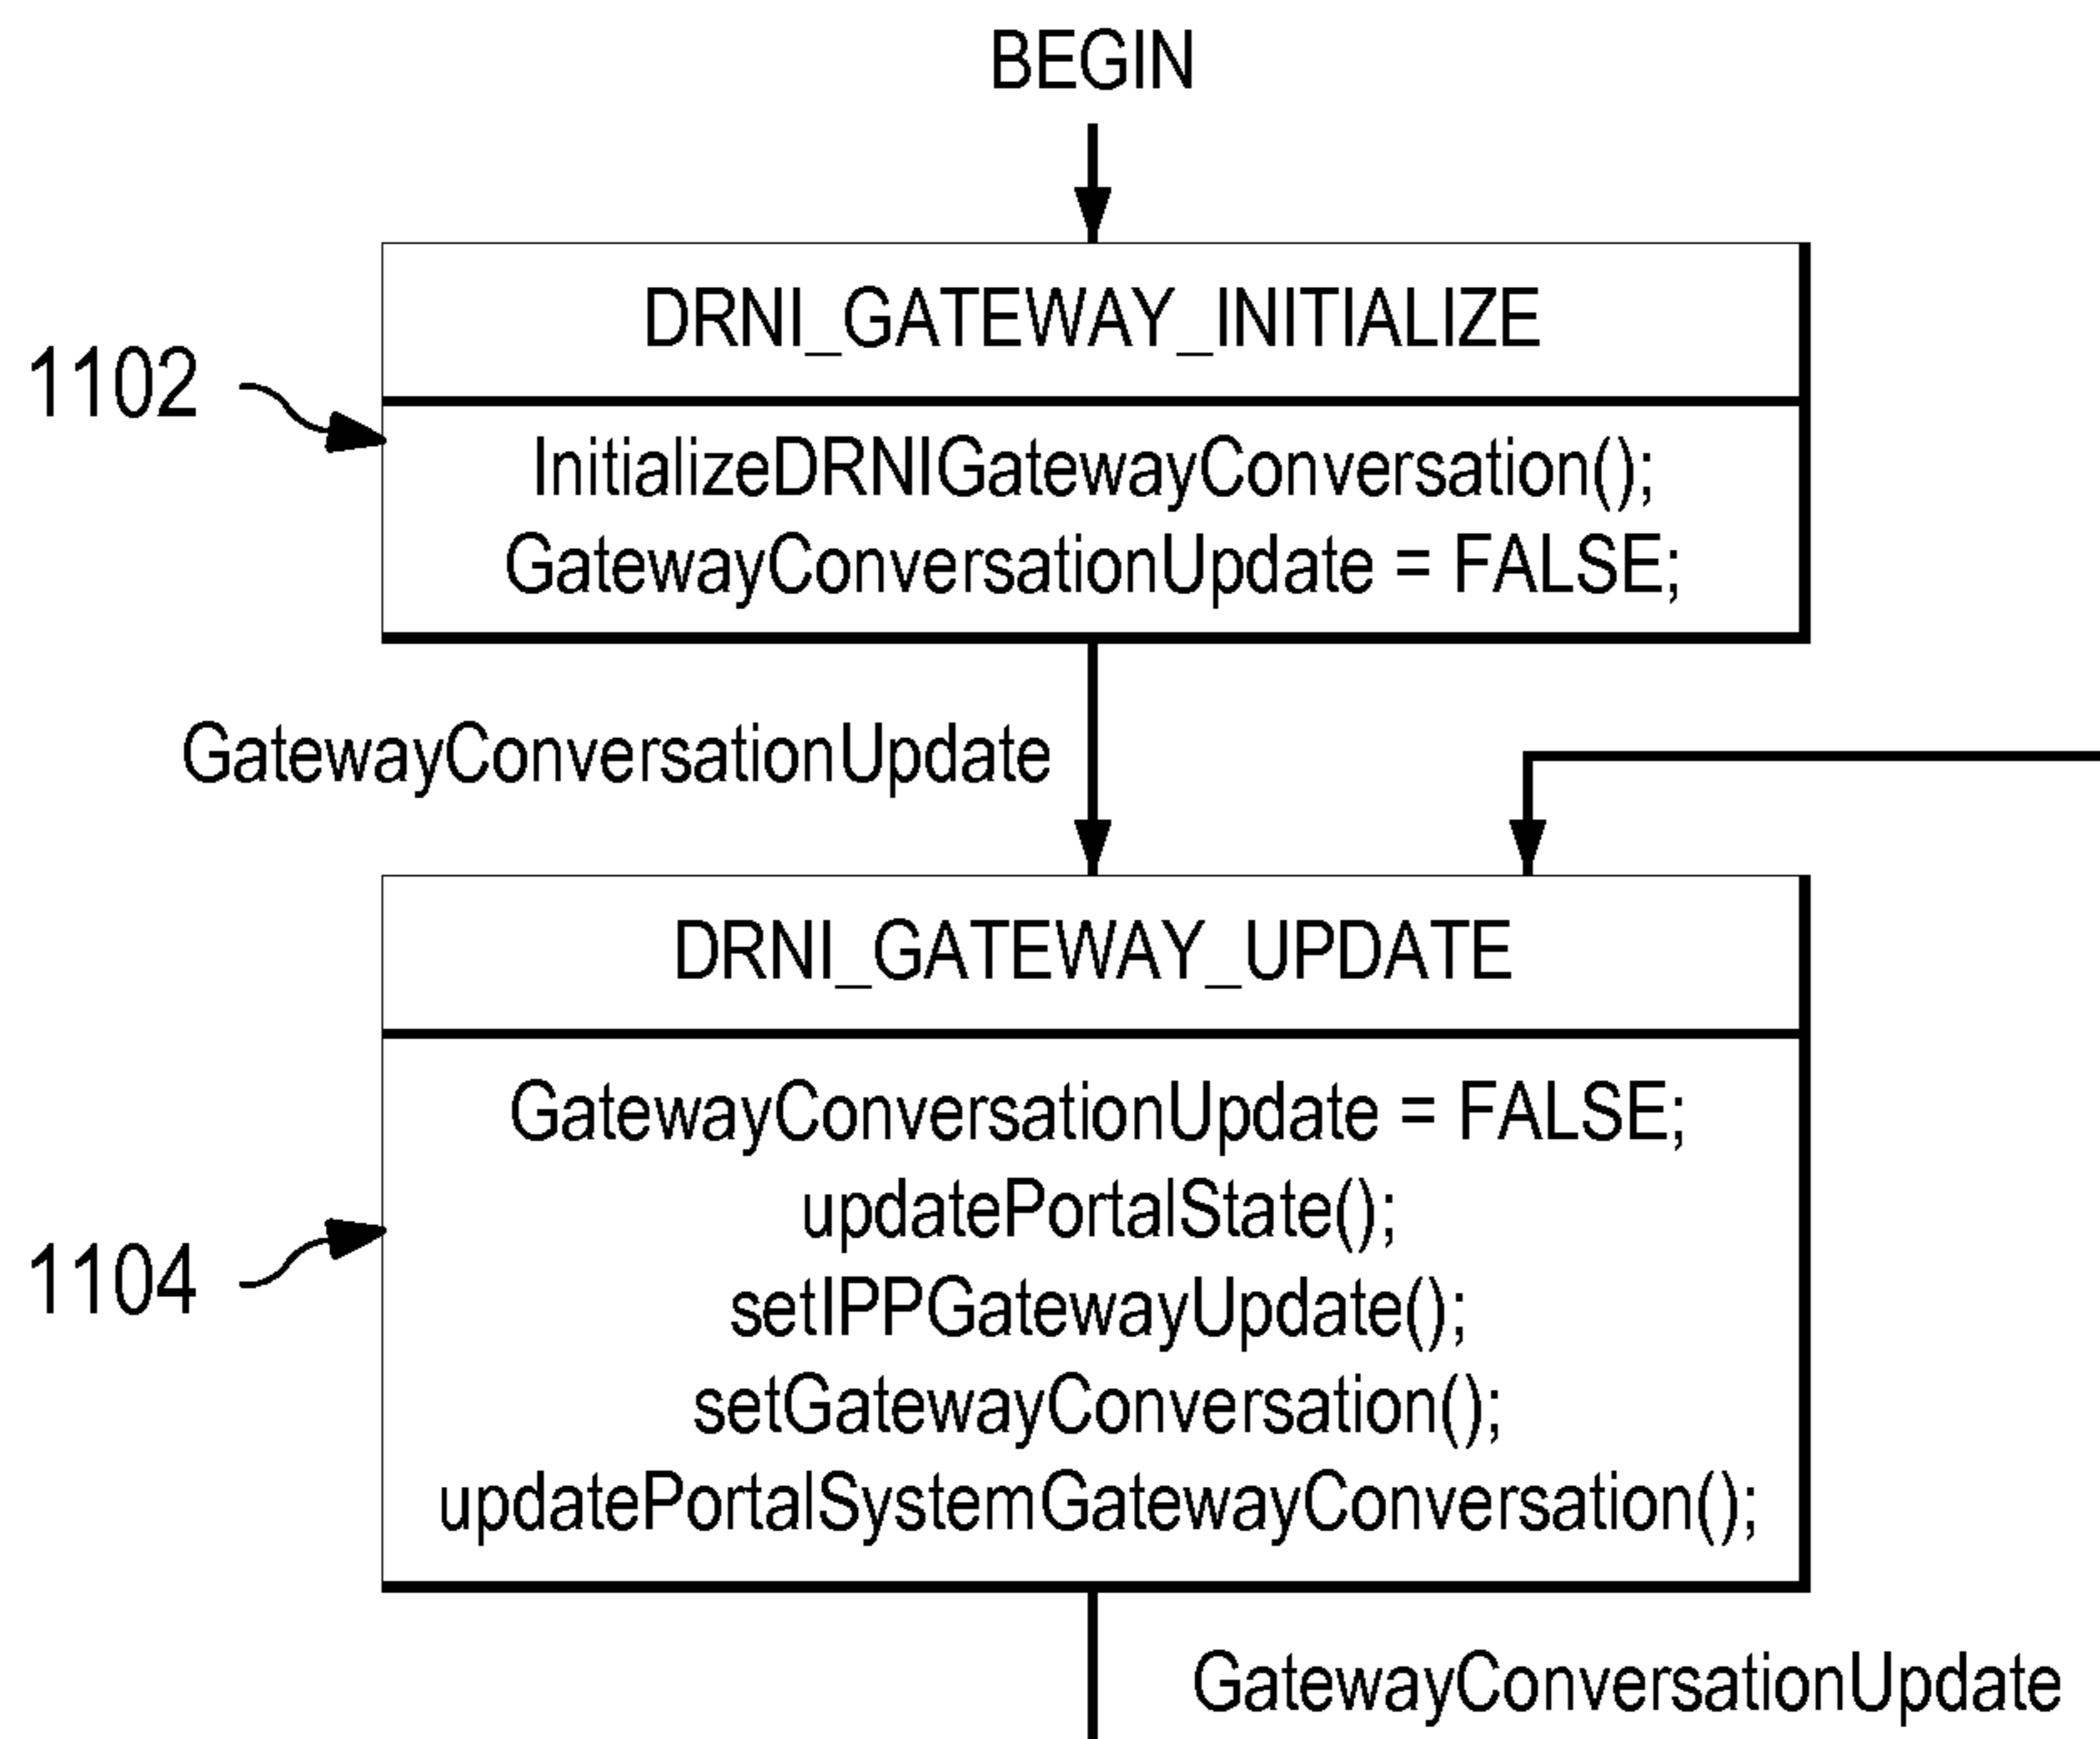 BEGIN
DRNI_GATEWAY_INITIALIZE
1102
InitializeDRNIGatewayConversation();
GatewayConversationUpdate = FALSE;
GatewayConversationUpdate
DRNI_GATEWAY_UPDATE
GatewayConversationUpdate = FALSE;
updatePortalState();
1104
setIPPGatewayUpdate();
setGatewayConversation();
updatePortalSystemGatewayConversation();
GatewayConversationUpdate